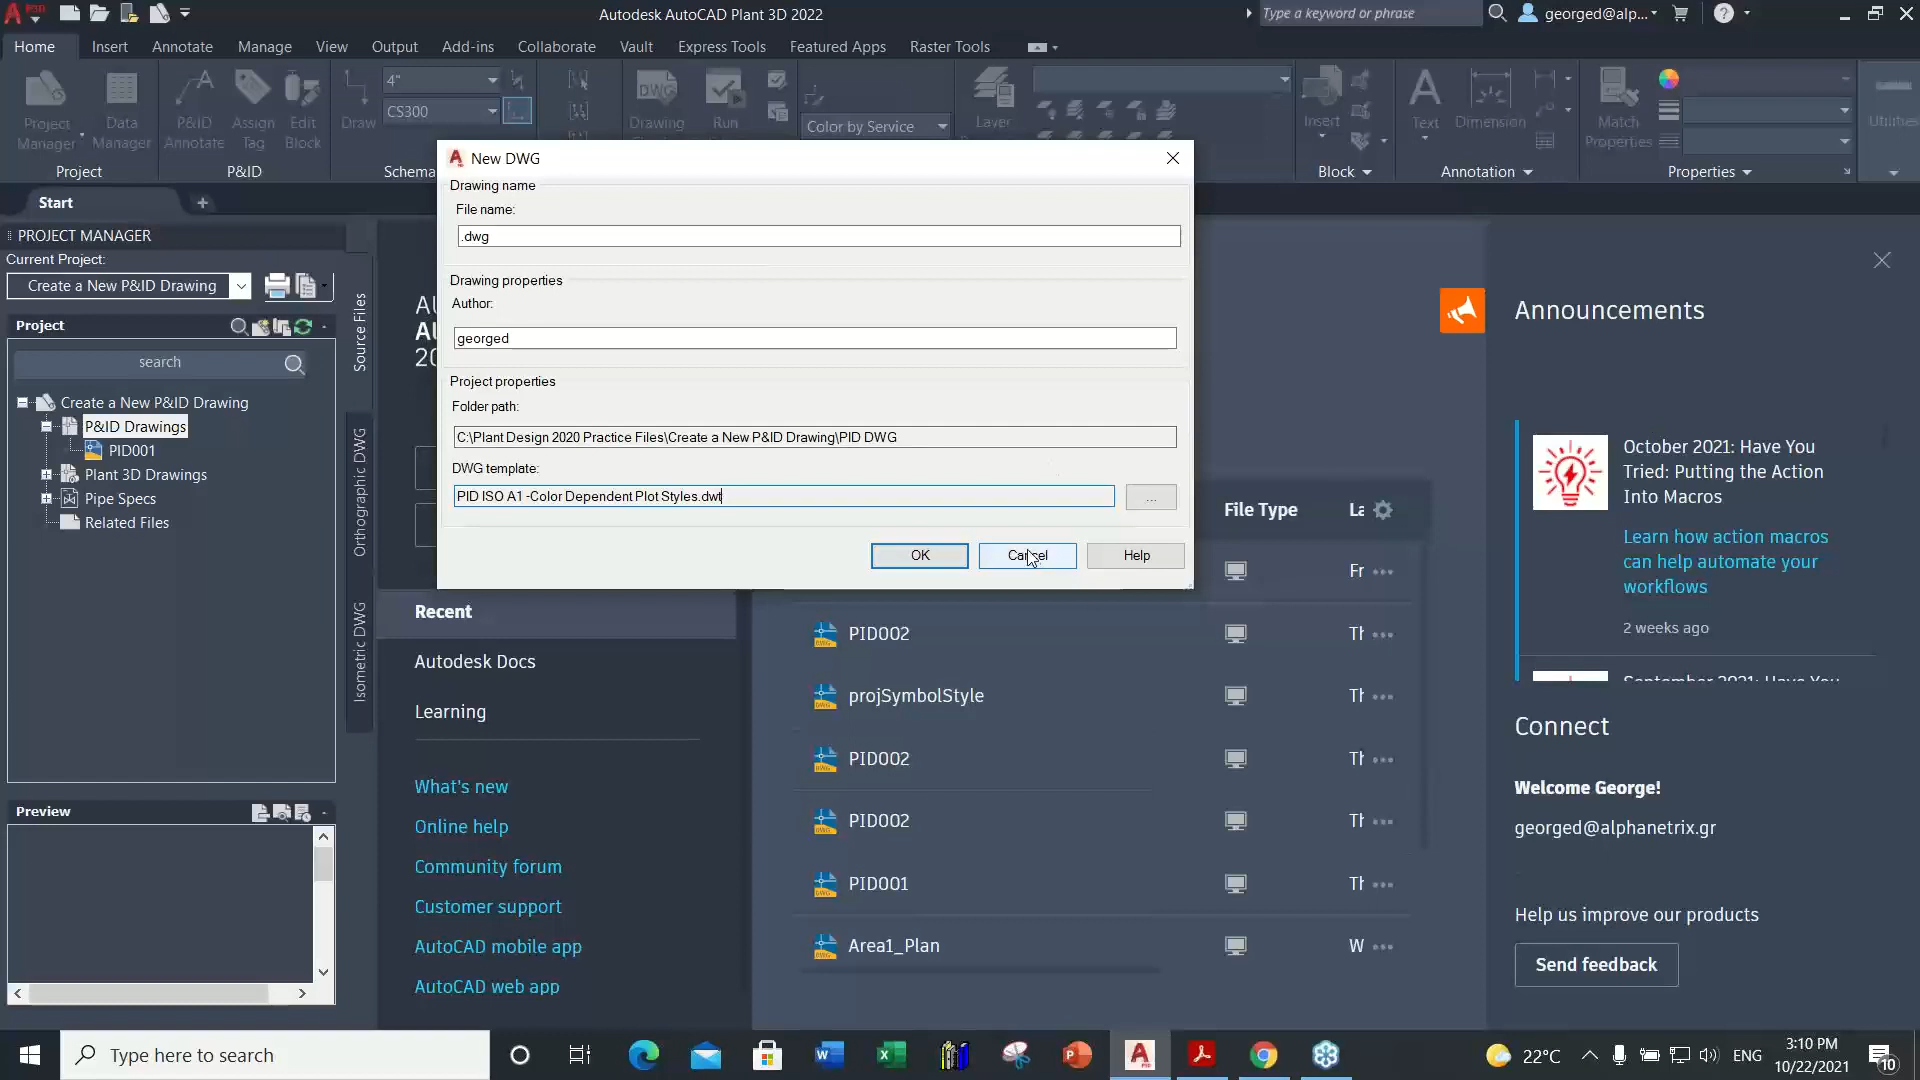 Autodesk AutoCAD Plant 3D 2022
Type a keyword or phrase
georged@alp...
Home Insert Annotate Manage View Output Add-ins Collaborate Vault Express Tools Featured Apps Raster Tools
4"
CS300
Project Manager
Data Manager
P&ID Annotate
Assign Tag
Edit Block
Draw
Drawing
Run
Color by Service
Layer
Insert
Text
Dimension
Match Properties
Utilities
Project P&ID Schema Block Annotation Properties
Start
PROJECT MANAGER
Current Project:
Create a New P&ID Drawing
Project
search
Create a New P&ID Drawing
P&ID Drawings
PID001
Plant 3D Drawings
Pipe Specs
Related Files
Source Files
Orthographic DWG
Isometric DWG
Preview
New DWG
Drawing name
File name:
.dwg
Drawing properties
Author:
georged
Project properties
Folder path:
C:\Plant Design 2020 Practice Files\Create a New P&ID Drawing\PID DWG
DWG template:
PID ISO A1 -Color Dependent Plot Styles.dwt
...
OK Cancel Help
Recent
Autodesk Docs
Learning
What's new
Online help
Community forum
Customer support
AutoCAD mobile app
AutoCAD web app
File Type
PID002
projSymbolStyle
PID002
PID002
PID001
Area1_Plan
Announcements
October 2021: Have You
Tried: Putting the Action
Into Macros
Learn how action macros
can help automate your
workflows
2 weeks ago
Connect
Welcome George!
georged@alphanetrix.gr
Help us improve our products
Send feedback
Type here to search
22°C
ENG
3:10 PM
10/22/2021
10